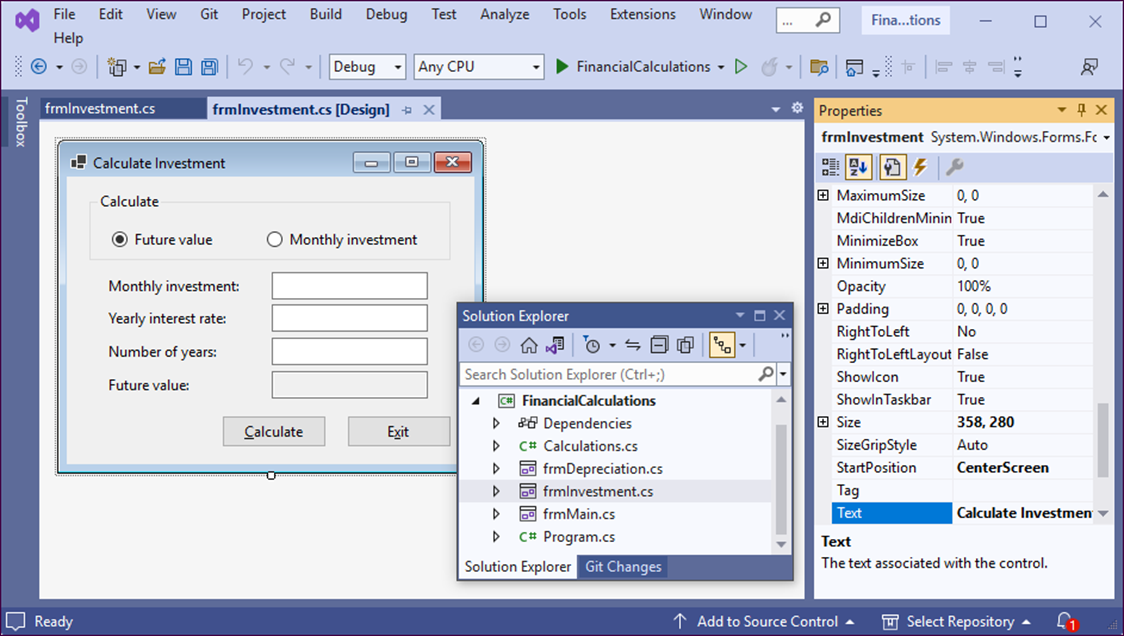 File Edit View Git Project Build Debug Test Analyze Tools Extensions Window ... Fina...tions
Help
Debug Any CPU FinancialCalculations
Toolbox
frmInvestment.cs frmInvestment.cs [Design]
Calculate Investment
Calculate
Future value Monthly investment
Monthly investment:
Yearly interest rate:
Number of years:
Future value:
Calculate Exit
Solution Explorer
Search Solution Explorer (Ctrl+;)
C# FinancialCalculations
Dependencies
C# Calculations.cs
frmDepreciation.cs
frmInvestment.cs
frmMain.cs
C# Program.cs
Solution Explorer Git Changes
Properties
frmInvestment System.Windows.Forms.Fc
MaximumSize 0, 0
MdiChildrenMinin True
MinimizeBox True
MinimumSize 0, 0
Opacity 100%
Padding 0, 0, 0, 0
RightToLeft No
RightToLeftLayout False
ShowIcon True
ShowInTaskbar True
Size 358, 280
SizeGripStyle Auto
StartPosition CenterScreen
Tag
Text Calculate Investment
Text
The text associated with the control.
Ready Add to Source Control Select Repository 1